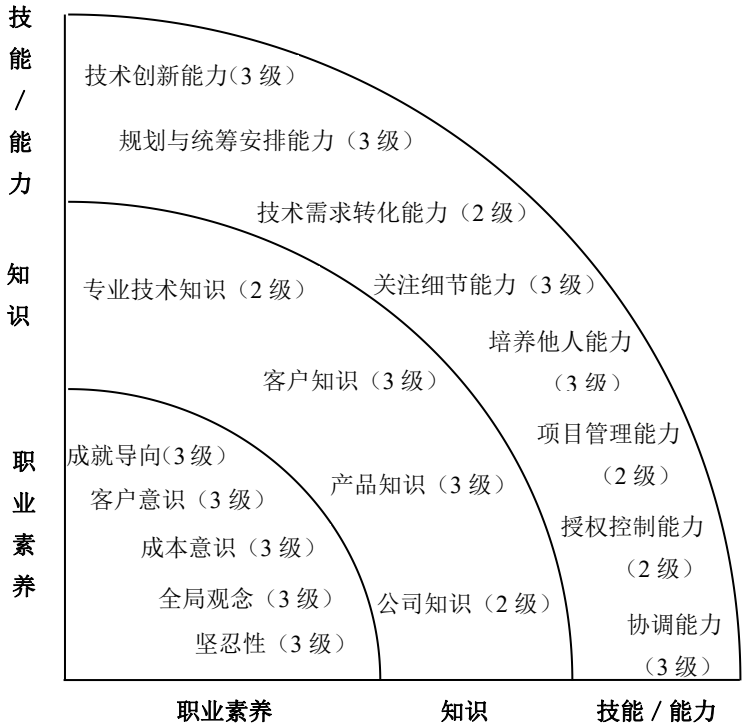 技能/能力
技术创新能力(3 级）
规划与统筹安排能力（3 级）
技术需求转化能力（2 级）
关注细节能力（3 级）
培养他人能力
（3 级）
项目管理能力
（2 级）
授权控制能力
（2 级）
协调能力
（3 级）
知识
专业技术知识（2 级）
客户知识（3 级）
产品知识（3 级）
公司知识（2 级）
职业素养
成就导向(3 级）
客户意识（3 级）
成本意识（3 级）
全局观念（3 级）
坚忍性（3 级）
职业素养
知识
技能 / 能力